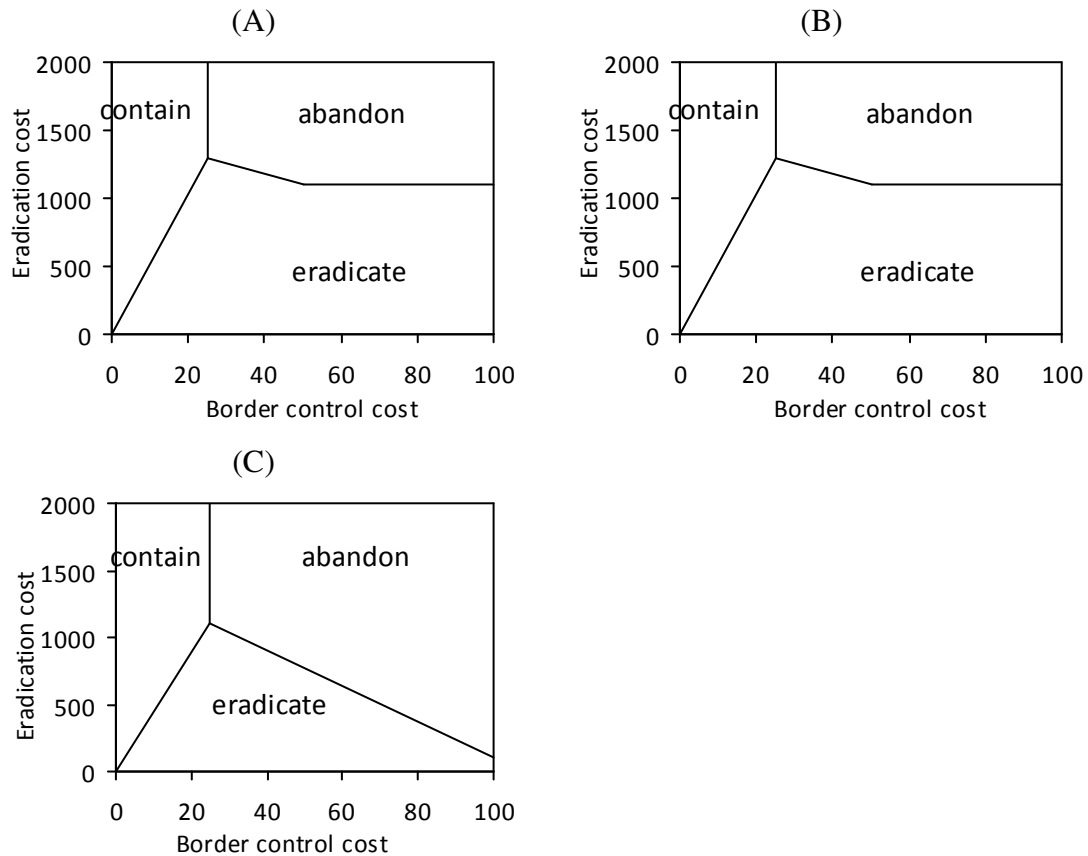 (A)
Eradication cost
2000
1500
1000
500
0
contain
abandon
eradicate
0 20 40 60 80 100
Border control cost
(B)
Eradication cost
2000
1500
1000
500
0
contain
abandon
eradicate
0 20 40 60 80 100
Border control cost
(C)
Eradication cost
2000
1500
1000
500
0
contain
abandon
eradicate
0 20 40 60 80 100
Border control cost